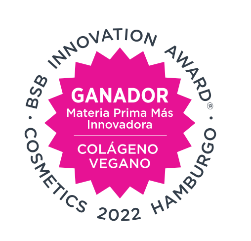 · BSB INNOVATION AWARD® ·
GANADOR
Materia Prima Más
Innovadora
COLÁGENO
VEGANO
COSMETICS 2022 HAMBURGO